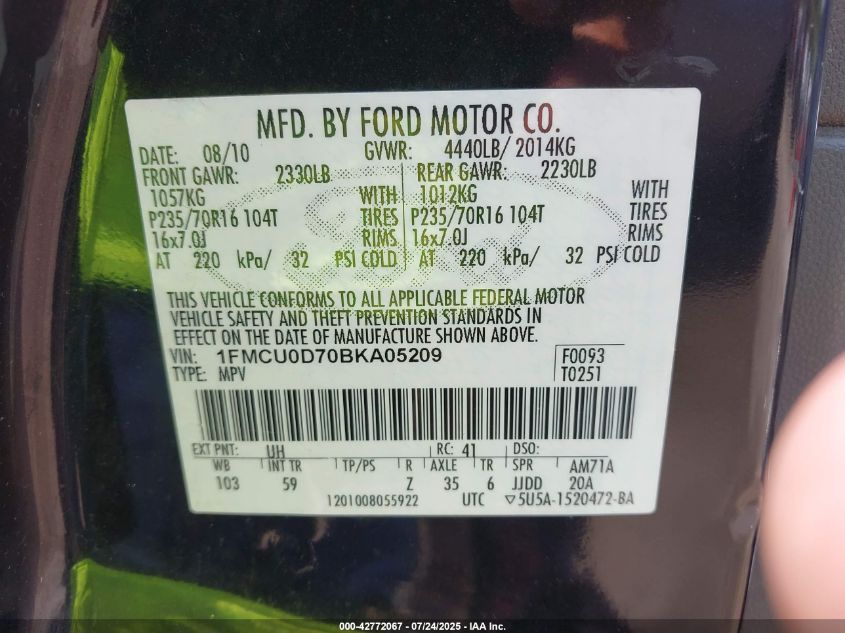 MFD. BY FORD MOTOR CO.
DATE: 08/10 GVWR: 4440LB/ 2014KG
FRONT GAWR: 2330LB REAR GAWR: 2230LB
1057KG WITH 1012KG WITH
P235/70R16 104T TIRES P235/70R16 104T TIRES
16x7.0J RIMS 16x7.0J RIMS
AT 220 kPa/ 32 PSI COLD AT 220 kPa/ 32 PSI COLD
THIS VEHICLE CONFORMS TO ALL APPLICABLE FEDERAL MOTOR
VEHICLE SAFETY AND THEFT PREVENTION STANDARDS IN
EFFECT ON THE DATE OF MANUFACTURE SHOWN ABOVE.
VIN: 1FMCU0D70BKA05209 F0093
TYPE: MPV T0251
EXT PNT: UH RC: 41 DSO:
WB INT TR TP/PS R AXLE TR SPR AM71A
103 59 Z 35 6 JJDD 20A
1201008055922 UTC ▽5U5A-1520472-BA
000-42772067 - 07/24/2025 - IAA Inc.